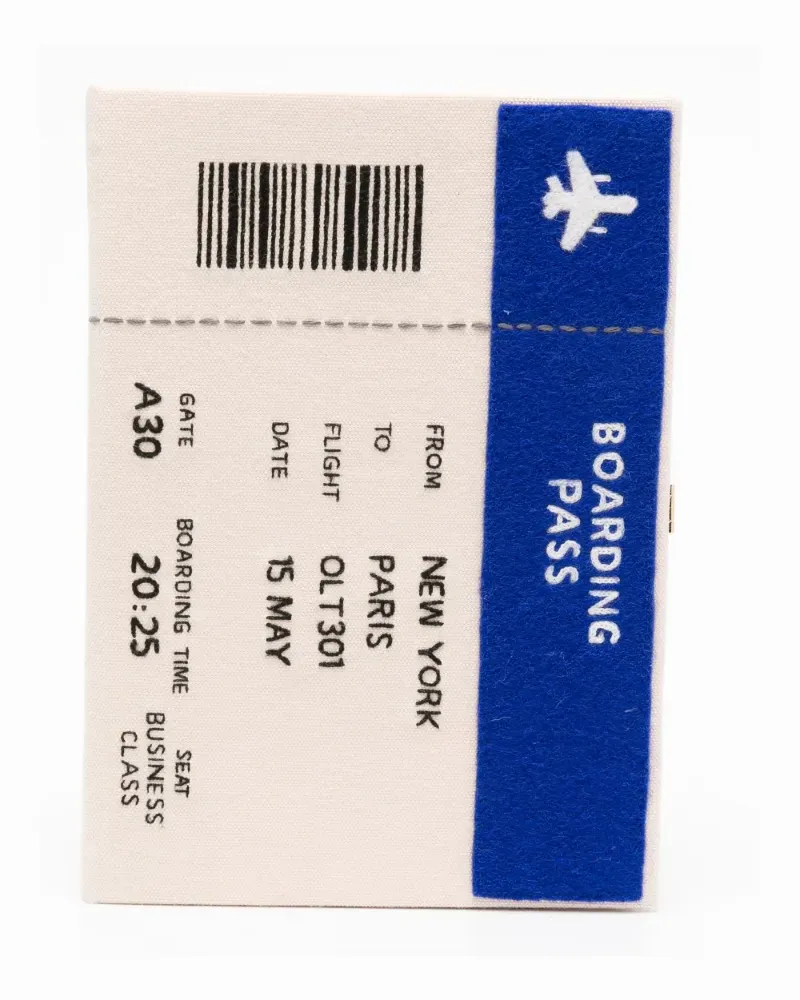 BOARDING
PASS
FROM NEW YORK
TO PARIS
FLIGHT OLT301
DATE 15 MAY
GATE BOARDING TIME SEAT
A30 20:25 BUSINESS
CLASS